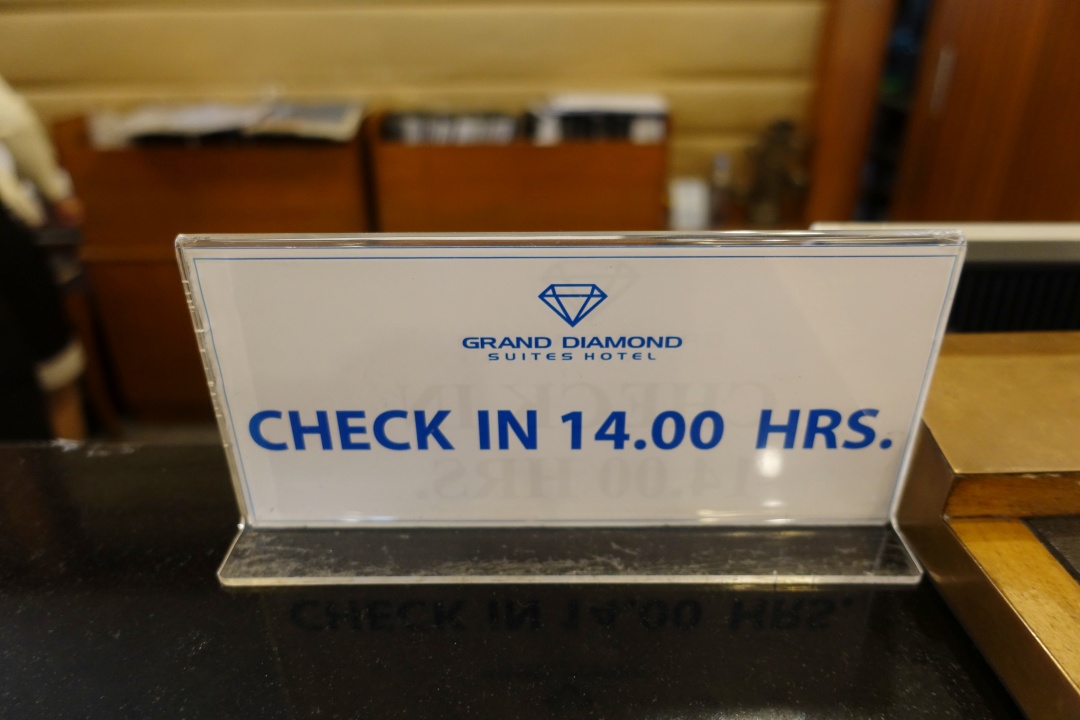 GRAND DIAMOND
SUITES HOTEL
CHECK IN 14.00 HRS.